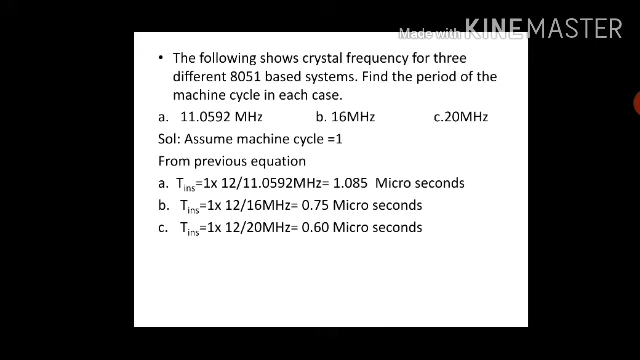 Made with KINEMASTER
• The following shows crystal frequency for three
different 8051 based systems. Find the period of the
machine cycle in each case.
a. 11.0592 MHz b. 16MHz c.20MHz
Sol: Assume machine cycle =1
From previous equation
a. Tins=1x 12/11.0592MHz= 1.085 Micro seconds
b. Tins=1x 12/16MHz= 0.75 Micro seconds
c. Tins=1x 12/20MHz= 0.60 Micro seconds